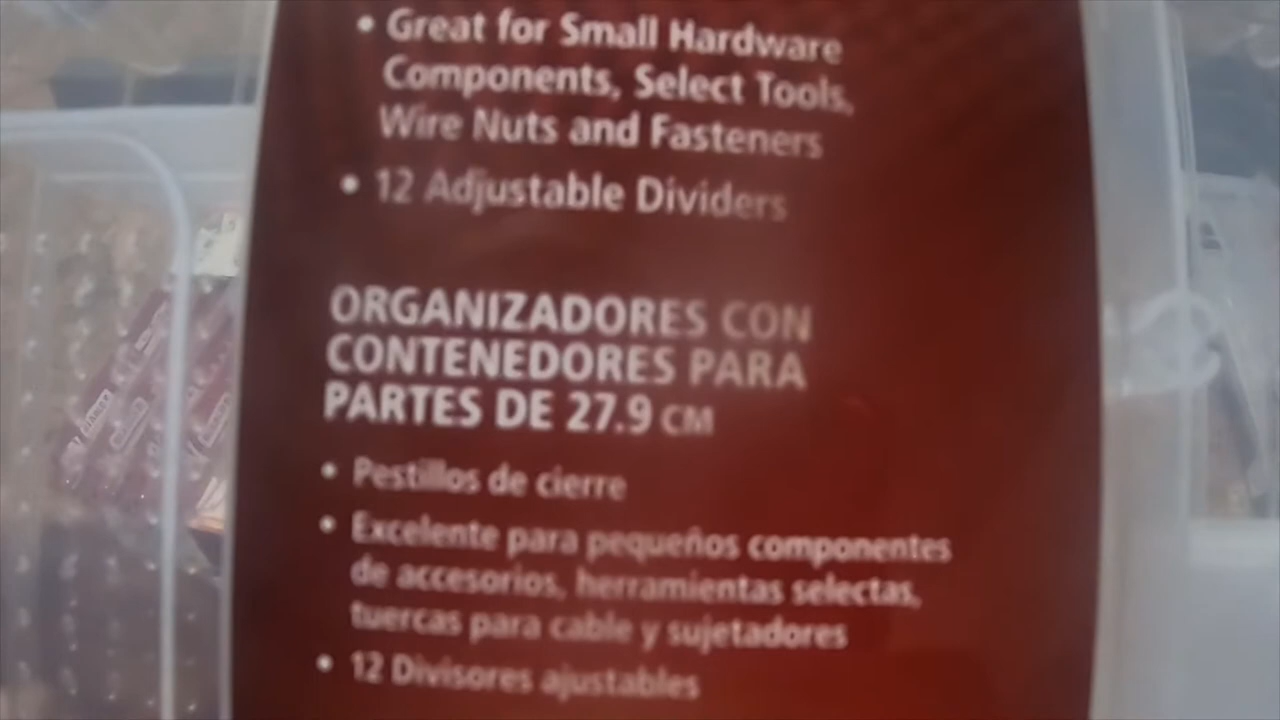 • Great for Small Hardware
Components, Select Tools,
Wire Nuts and Fasteners
• 12 Adjustable Dividers
ORGANIZADORES CON
CONTENEDORES PARA
PARTES DE 27.9 CM
• Pestillos de cierre
• Excelente para pequeños componentes
de accesorios, herramientas selectas,
tuercas para cable y sujetadores
• 12 Divisores ajustables